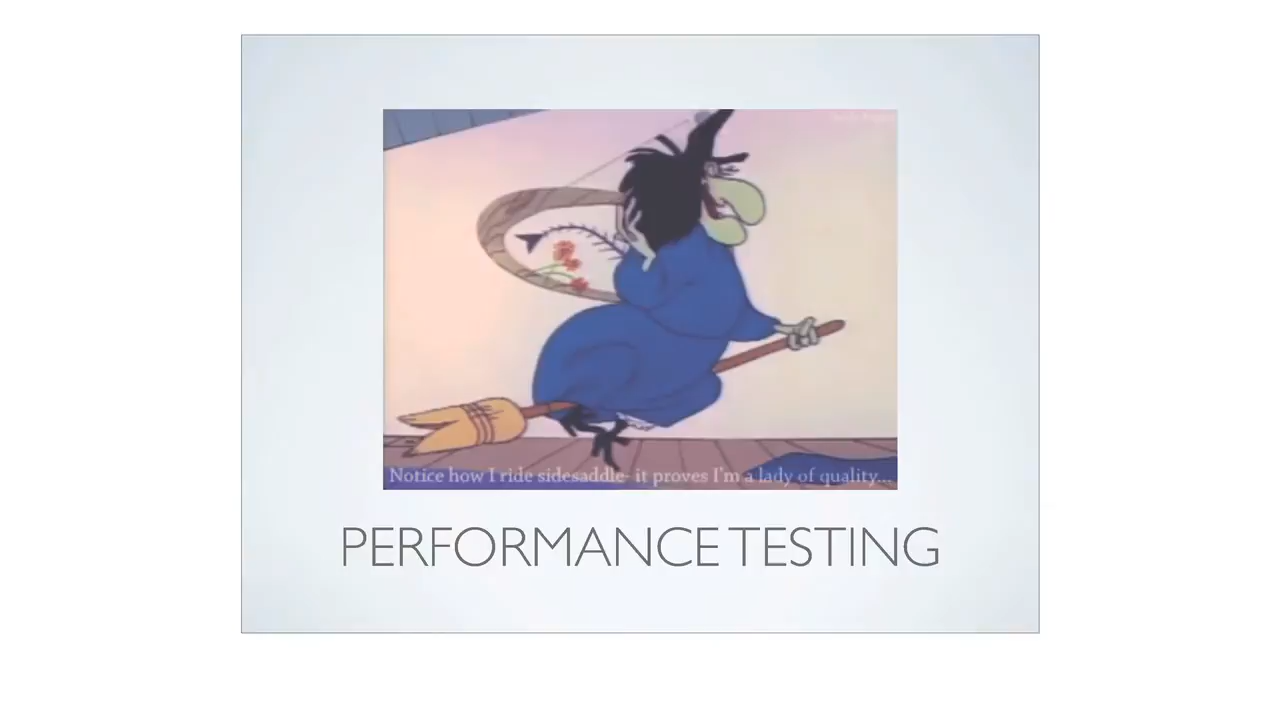 Notice how I ride sidesaddle- it proves I'm a lady of quality...
PERFORMANCE TESTING